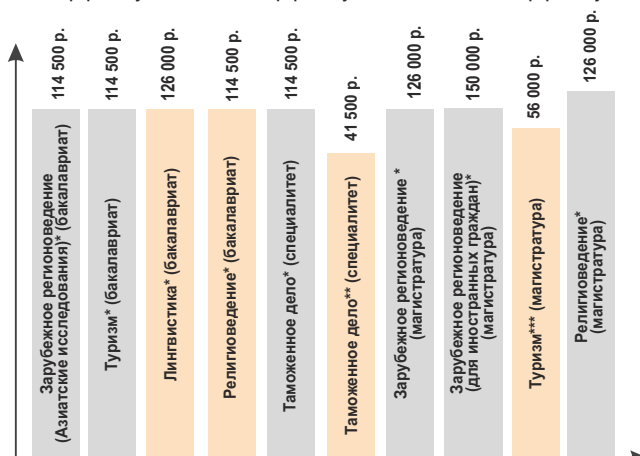 114 500 р.
Зарубежное регионоведение
(Азиатские исследования)* (бакалавриат)
114 500 р.
Туризм* (бакалавриат)
126 000 р.
Лингвистика* (бакалавриат)
114 500 р.
Религиоведение* (бакалавриат)
114 500 р.
Таможенное дело* (специалитет)
41 500 р.
Таможенное дело** (специалитет)
126 000 р.
Зарубежное регионоведение *
(магистратура)
150 000 р.
Зарубежное регионоведение
(для иностранных граждан)*
(магистратура)
56 000 р.
Туризм*** (магистратура)
126 000 р.
Религиоведение*
(магистратура)